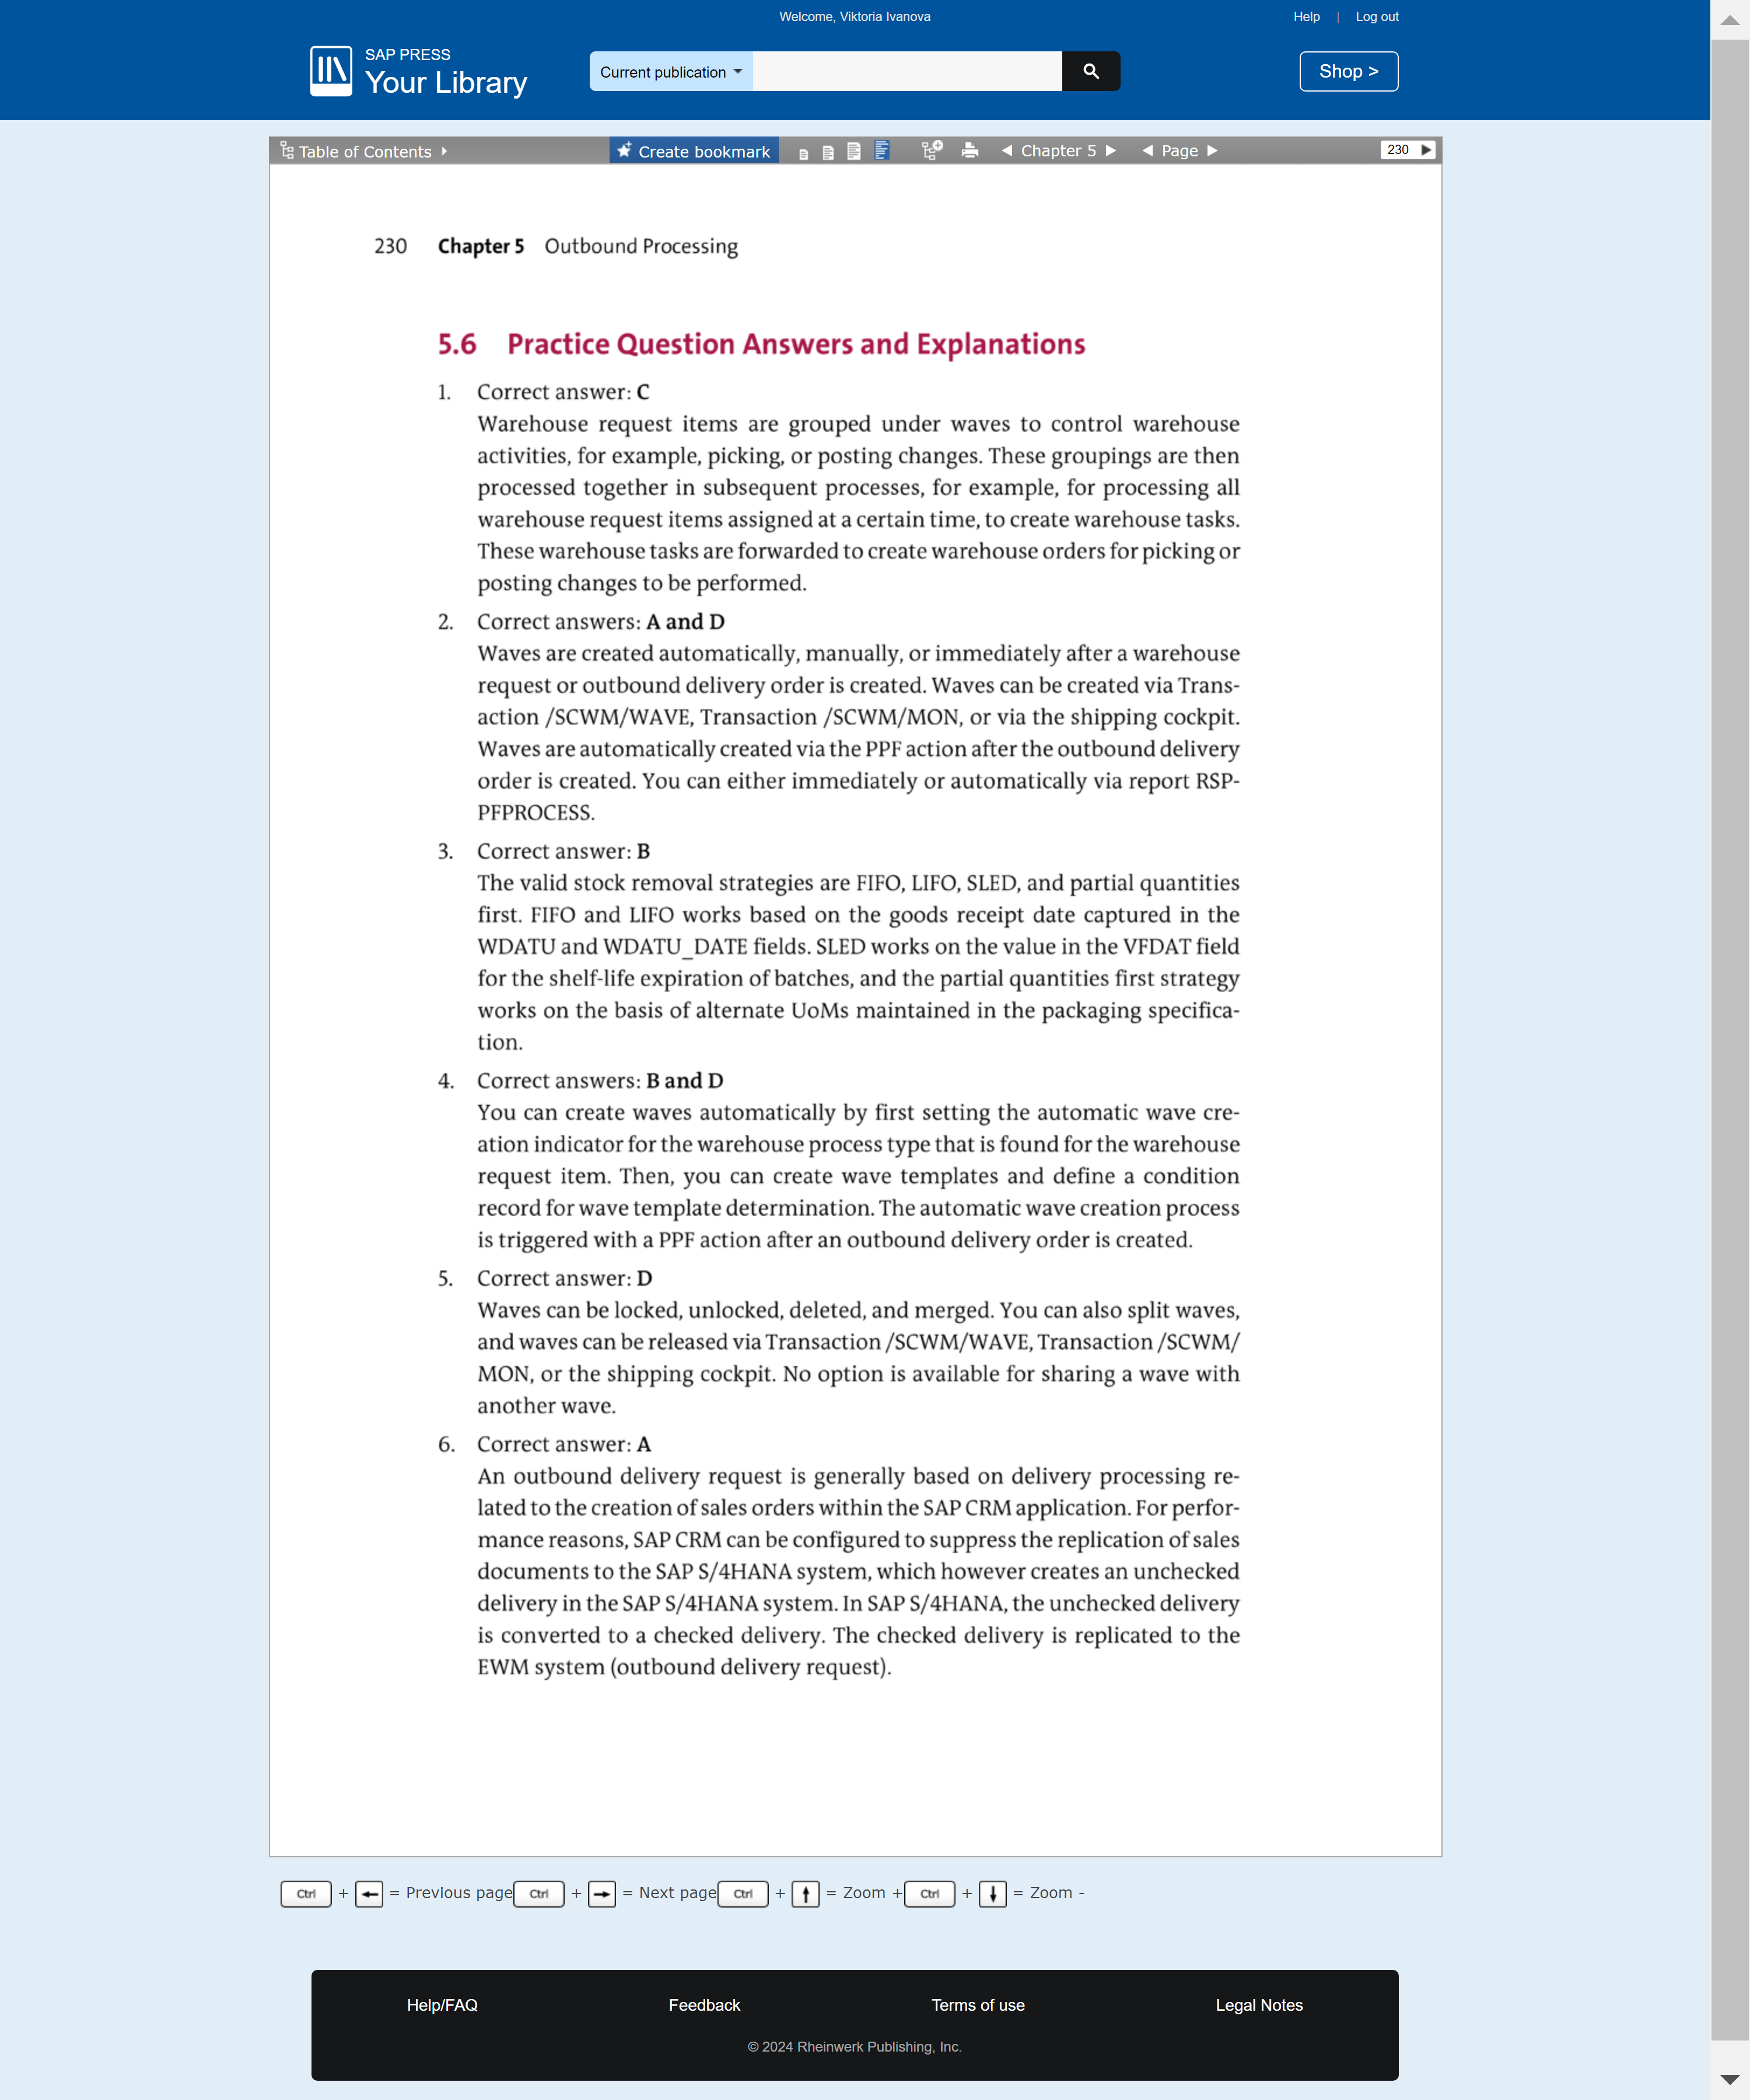 Welcome, Viktoria Ivanova
Help | Log out
SAP PRESS
Your Library
Current publication
Shop >
Table of Contents
Create bookmark
Chapter 5
Page
230
230 Chapter 5 Outbound Processing
5.6 Practice Question Answers and Explanations
1. Correct answer: C
Warehouse request items are grouped under waves to control warehouse
activities, for example, picking, or posting changes. These groupings are then
processed together in subsequent processes, for example, for processing all
warehouse request items assigned at a certain time, to create warehouse tasks.
These warehouse tasks are forwarded to create warehouse orders for picking or
posting changes to be performed.
2. Correct answers: A and D
Waves are created automatically, manually, or immediately after a warehouse
request or outbound delivery order is created. Waves can be created via Trans-
action /SCWM/WAVE, Transaction /SCWM/MON, or via the shipping cockpit.
Waves are automatically created via the PPF action after the outbound delivery
order is created. You can either immediately or automatically via report RSP-
PFPROCESS.
3. Correct answer: B
The valid stock removal strategies are FIFO, LIFO, SLED, and partial quantities
first. FIFO and LIFO works based on the goods receipt date captured in the
WDATU and WDATU_DATE fields. SLED works on the value in the VFDAT field
for the shelf-life expiration of batches, and the partial quantities first strategy
works on the basis of alternate UoMs maintained in the packaging specifica-
tion.
4. Correct answers: B and D
You can create waves automatically by first setting the automatic wave cre-
ation indicator for the warehouse process type that is found for the warehouse
request item. Then, you can create wave templates and define a condition
record for wave template determination. The automatic wave creation process
is triggered with a PPF action after an outbound delivery order is created.
5. Correct answer: D
Waves can be locked, unlocked, deleted, and merged. You can also split waves,
and waves can be released via Transaction /SCWM/WAVE, Transaction /SCWM/
MON, or the shipping cockpit. No option is available for sharing a wave with
another wave.
6. Correct answer: A
An outbound delivery request is generally based on delivery processing re-
lated to the creation of sales orders within the SAP CRM application. For perfor-
mance reasons, SAP CRM can be configured to suppress the replication of sales
documents to the SAP S/4HANA system, which however creates an unchecked
delivery in the SAP S/4HANA system. In SAP S/4HANA, the unchecked delivery
is converted to a checked delivery. The checked delivery is replicated to the
EWM system (outbound delivery request).
Ctrl + ← = Previous page Ctrl + → = Next page Ctrl + ↑ = Zoom + Ctrl + ↓ = Zoom -
Help/FAQ Feedback Terms of use Legal Notes
© 2024 Rheinwerk Publishing, Inc.